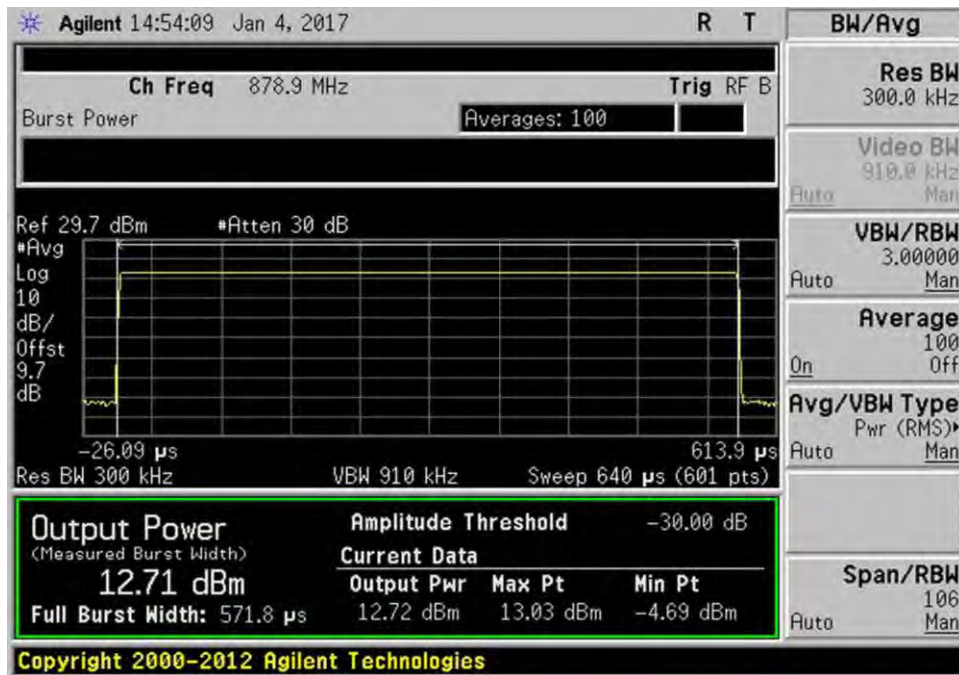 Agilent 14:54:09 Jan 4, 2017 R T
Ch Freq 878.9 MHz Trig RF B
Burst Power Averages: 100
Ref 29.7 dBm #Atten 30 dB
#Avg
Log
10
dB/
Offst
9.7
dB
-26.09 µs 613.9 µs
Res BW 300 kHz VBW 910 kHz Sweep 640 µs (601 pts)
Output Power
(Measured Burst Width)
12.71 dBm
Full Burst Width: 571.8 µs
Amplitude Threshold -30.00 dB
Current Data
Output Pwr Max Pt Min Pt
12.72 dBm 13.03 dBm -4.69 dBm
Copyright 2000-2012 Agilent Technologies
BW/Avg
Res BW
300.0 kHz
Video BW
910.0 kHz
Auto Man
VBW/RBW
3.00000
Auto Man
Average
100
On Off
Avg/VBW Type
Pwr (RMS)
Auto Man
Span/RBW
106
Auto Man